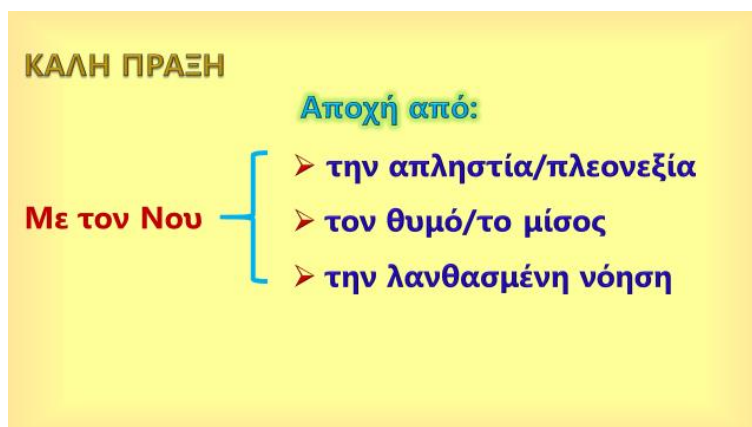 ΚΑΛΗ ΠΡΑΞΗ
Αποχή από:
την απληστία/πλεονεξία
Με τον Νου
τον θυμό/το μίσος
την λανθασμένη νόηση